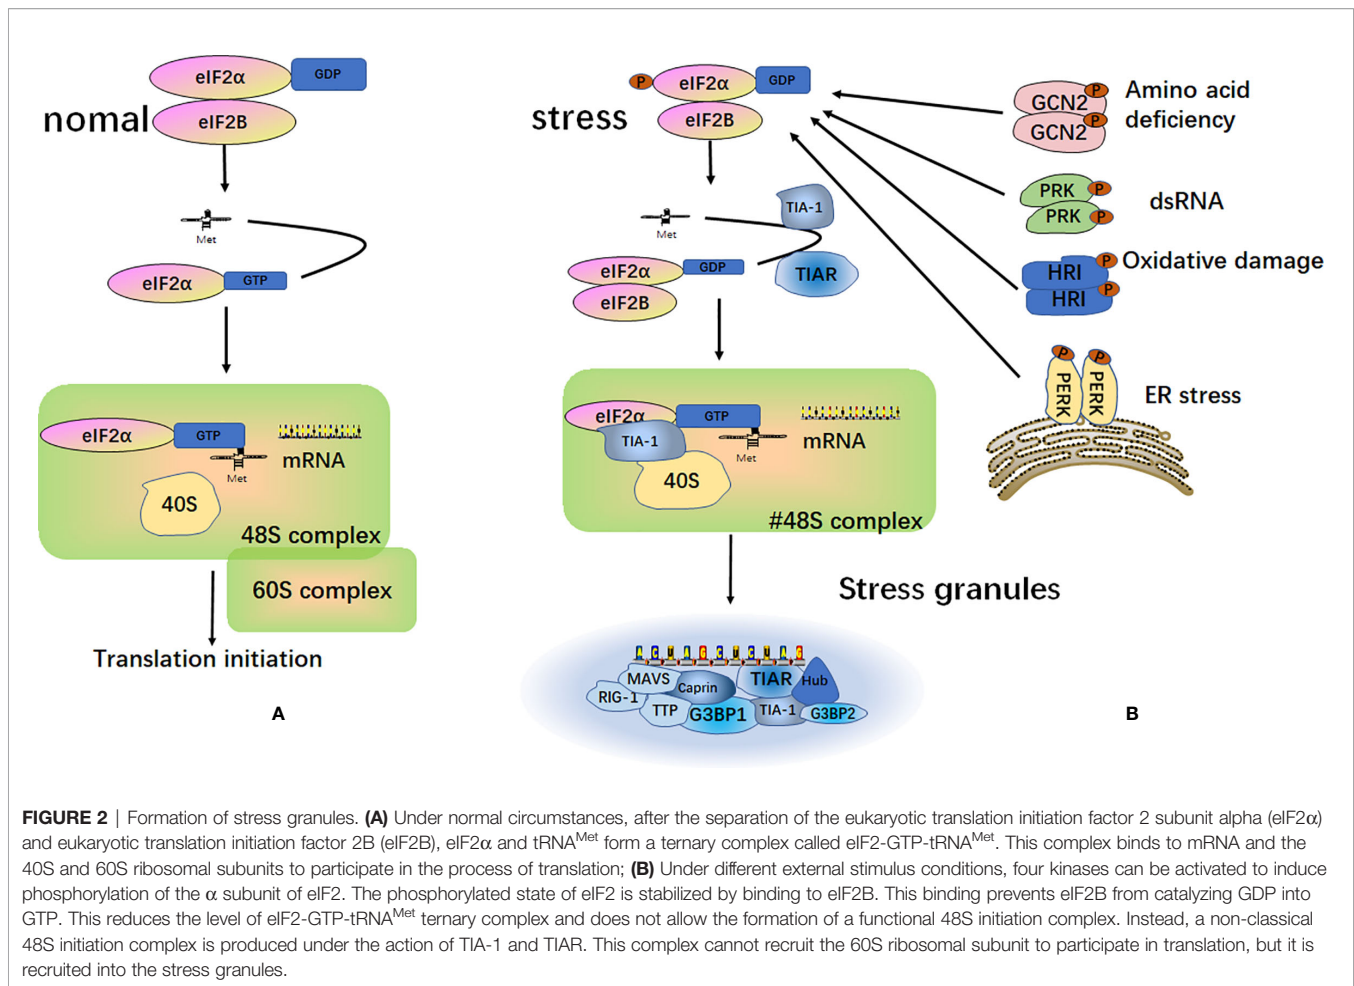 nomal
eIF2α
GDP
eIF2B
Met
eIF2α
GTP
eIF2α
GTP
Met
mRNA
40S
48S complex
60S complex
Translation initiation
A
stress
P
eIF2α
GDP
eIF2B
TIA-1
Met
TIAR
eIF2α
GDP
eIF2B
eIF2α
GTP
TIA-1
Met
mRNA
40S
#48S complex
Stress granules
A C U A G C U C U A G
MAVS
Caprin
TIAR
Hub
RIG-1
TTP
G3BP1
TIA-1
G3BP2
GCN2
P
GCN2
P
Amino acid
deficiency
PRK
P
PRK
P
dsRNA
HRI
P
HRI
P
Oxidative damage
P
P
PERK
PERK
ER stress
B
FIGURE 2 | Formation of stress granules. (A) Under normal circumstances, after the separation of the eukaryotic translation initiation factor 2 subunit alpha (eIF2α)
and eukaryotic translation initiation factor 2B (eIF2B), eIF2α and tRNAMet form a ternary complex called eIF2-GTP-tRNAMet. This complex binds to mRNA and the
40S and 60S ribosomal subunits to participate in the process of translation; (B) Under different external stimulus conditions, four kinases can be activated to induce
phosphorylation of the α subunit of eIF2. The phosphorylated state of eIF2 is stabilized by binding to eIF2B. This binding prevents eIF2B from catalyzing GDP into
GTP. This reduces the level of eIF2-GTP-tRNAMet ternary complex and does not allow the formation of a functional 48S initiation complex. Instead, a non-classical
48S initiation complex is produced under the action of TIA-1 and TIAR. This complex cannot recruit the 60S ribosomal subunit to participate in translation, but it is
recruited into the stress granules.